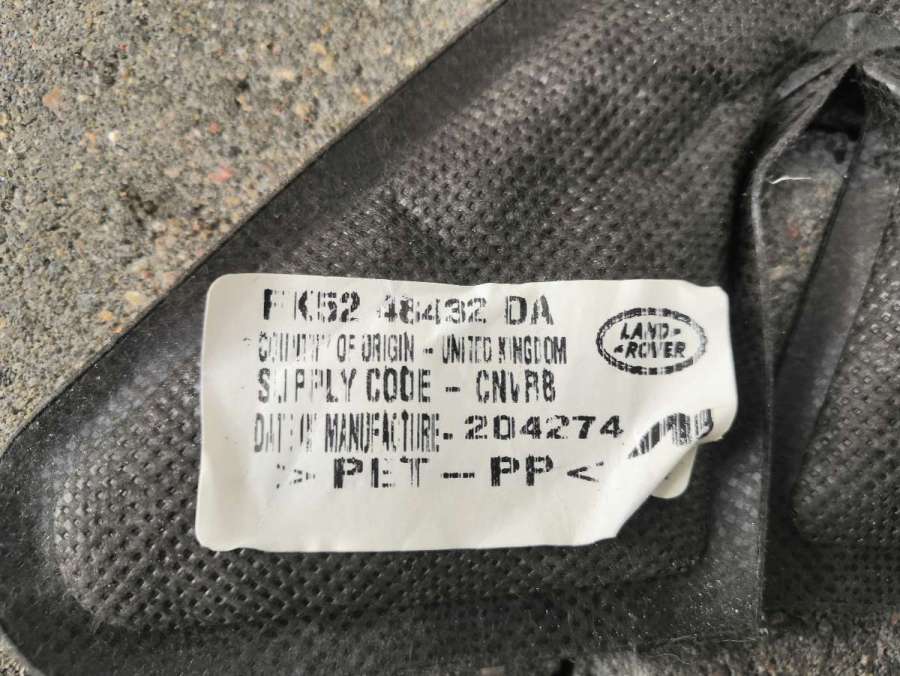 FK52 48432 DA
COUNTRY OF ORIGIN - UNITED KINGDOM
SUPPLY CODE - CNVR8
DATE OF MANUFACTURE - 204274
> PET - PP <
LAND-
-ROVER